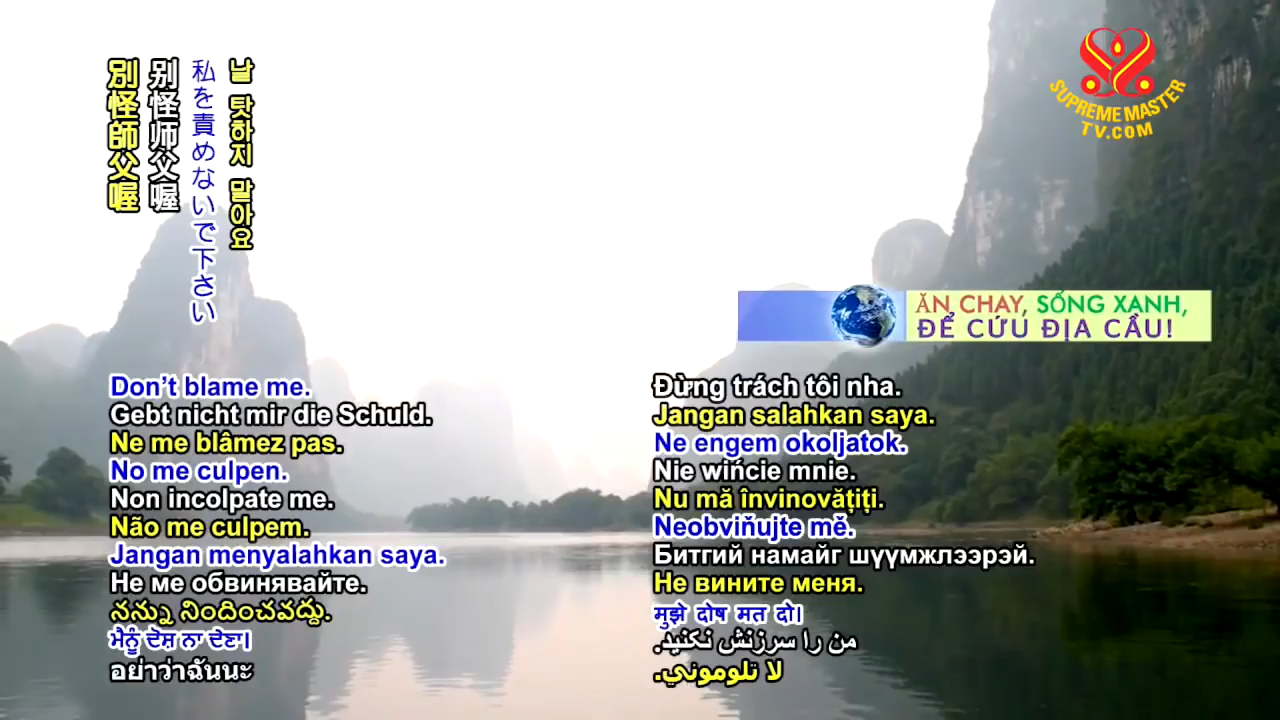 別怪師父喔
别怪师父喔
私を責めないで下さい
날 탓하지 말아요
SUPREME MASTER
TV.COM
ĂN CHAY, SỐNG XANH,
ĐỂ CỨU ĐỊA CẦU!
Don't blame me.
Gebt nicht mir die Schuld.
Ne me blâmez pas.
No me culpen.
Non incolpate me.
Não me culpem.
Jangan menyalahkan saya.
Не ме обвинявайте.
నన్ను నిందించవద్దు.
ਮੈਨੂੰ ਦੋਸ਼ ਨਾ ਦੇਣਾ।
อย่าว่าฉันนะ
Đừng trách tôi nha.
Jangan salahkan saya.
Ne engem okoljatok.
Nie wińcie mnie.
Nu mă învinovățiți.
Neobviňujte mě.
Битгий намайг шүүмжлээрэй.
Не вините меня.
मुझे दोष मत दो।
من را سرزنش نکنید.
لا تلوموني.